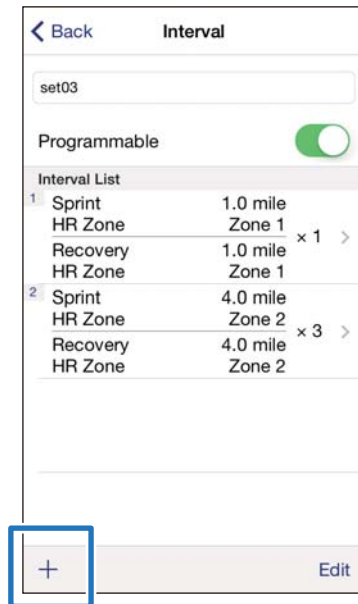 Back Interval
set03
Programmable
Interval List
1 Sprint 1.0 mile
HR Zone Zone 1
× 1
Recovery 1.0 mile
HR Zone Zone 1
2 Sprint 4.0 mile
HR Zone Zone 2
× 3
Recovery 4.0 mile
HR Zone Zone 2
+ Edit